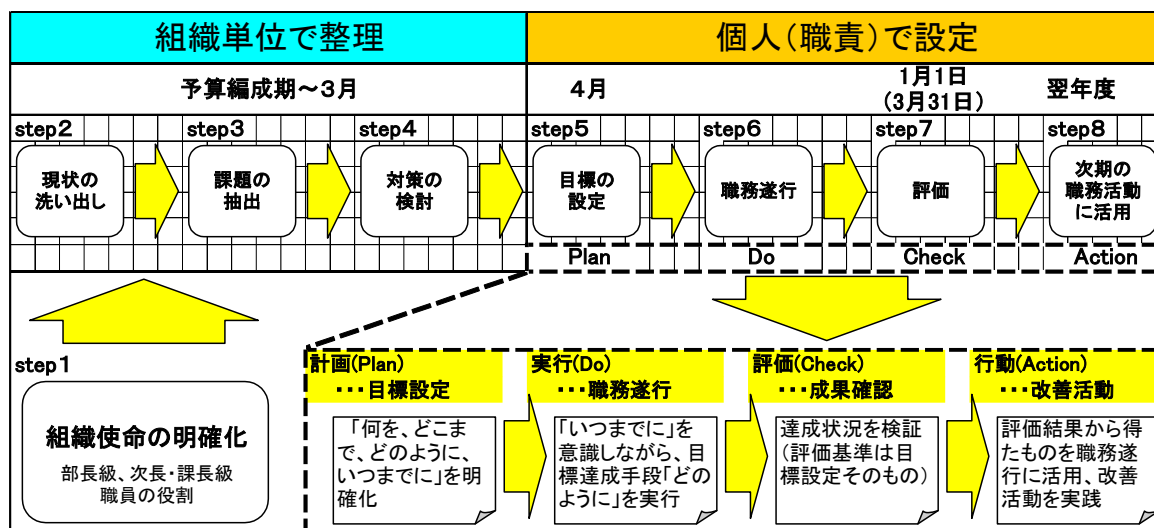 組織単位で整理
個人(職責)で設定
予算編成期～３月
４月
1月1日
(3月31日)
翌年度
step2
step3
step4
step5
step6
step7
step8
現状の
洗い出し
課題の
抽出
対策の
検討
目標の
設定
職務遂行
評価
次期の
職務活動
に活用
Plan
Do
Check
Action
step1
組織使命の明確化
部長級、次長・課長級
職員の役割
計画(Plan)
・・・目標設定
実行(Do)
・・・職務遂行
評価(Check)
・・・成果確認
行動(Action)
・・・改善活動
「何を、どこま
で、どのように、
いつまでに」を明
確化
「いつまでに」を
意識しながら、目
標達成手段「どの
ように」を実行
達成状況を検証
(評価基準は目
標設定そのもの)
評価結果から得
たものを職務遂
行に活用、改善
活動を実践